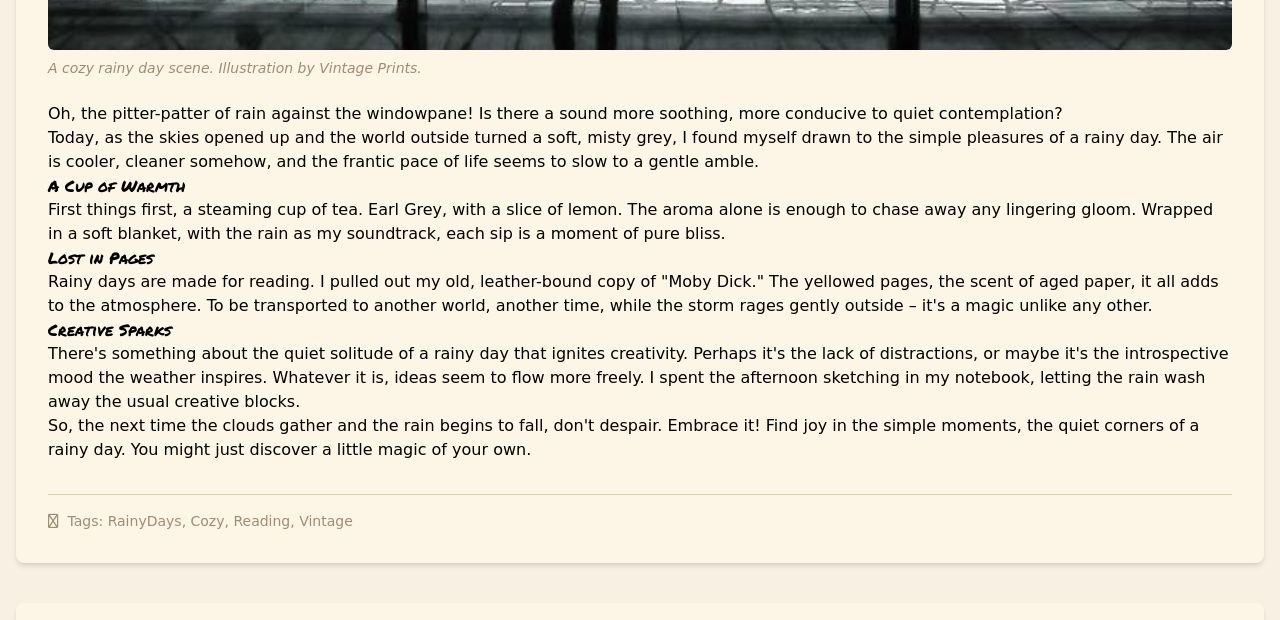 A cozy rainy day scene. Illustration by Vintage Prints.
Oh, the pitter-patter of rain against the windowpane! Is there a sound more soothing, more conducive to quiet contemplation?
Today, as the skies opened up and the world outside turned a soft, misty grey, I found myself drawn to the simple pleasures of a rainy day. The air
is cooler, cleaner somehow, and the frantic pace of life seems to slow to a gentle amble.
A Cup of Warmth
First things first, a steaming cup of tea. Earl Grey, with a slice of lemon. The aroma alone is enough to chase away any lingering gloom. Wrapped
in a soft blanket, with the rain as my soundtrack, each sip is a moment of pure bliss.
Lost in Pages
Rainy days are made for reading. I pulled out my old, leather-bound copy of "Moby Dick." The yellowed pages, the scent of aged paper, it all adds
to the atmosphere. To be transported to another world, another time, while the storm rages gently outside – it's a magic unlike any other.
Creative Sparks
There's something about the quiet solitude of a rainy day that ignites creativity. Perhaps it's the lack of distractions, or maybe it's the introspective
mood the weather inspires. Whatever it is, ideas seem to flow more freely. I spent the afternoon sketching in my notebook, letting the rain wash
away the usual creative blocks.
So, the next time the clouds gather and the rain begins to fall, don't despair. Embrace it! Find joy in the simple moments, the quiet corners of a
rainy day. You might just discover a little magic of your own.
Tags: RainyDays, Cozy, Reading, Vintage